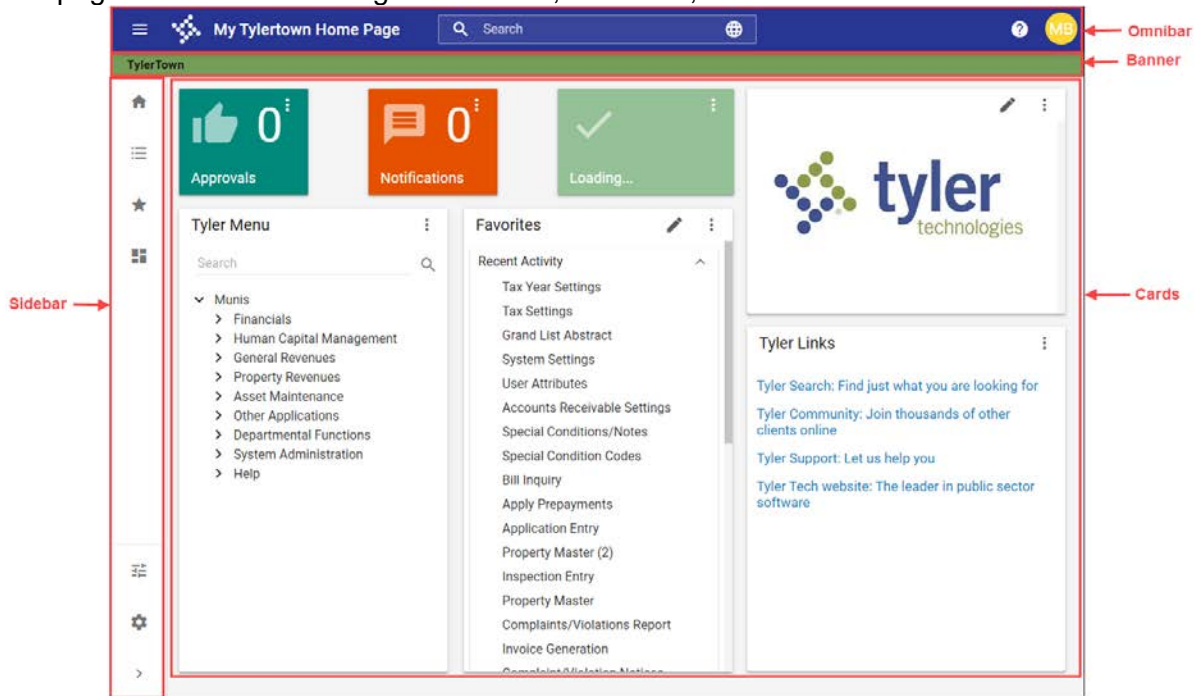 My Tylertown Home Page
Search
MB
Omnibar
TylerTown
Banner
0
Approvals
0
Notifications
Loading...
tyler
technologies
Sidebar
Cards
Tyler Menu
Search
Munis
Financials
Human Capital Management
General Revenues
Property Revenues
Asset Maintenance
Other Applications
Departmental Functions
System Administration
Help
Favorites
Recent Activity
Tax Year Settings
Tax Settings
Grand List Abstract
System Settings
User Attributes
Accounts Receivable Settings
Special Conditions/Notes
Special Condition Codes
Bill Inquiry
Apply Prepayments
Application Entry
Property Master (2)
Inspection Entry
Property Master
Complaints/Violations Report
Invoice Generation
Tyler Links
Tyler Search: Find just what you are looking for
Tyler Community: Join thousands of other
clients online
Tyler Support: Let us help you
Tyler Tech website: The leader in public sector
software